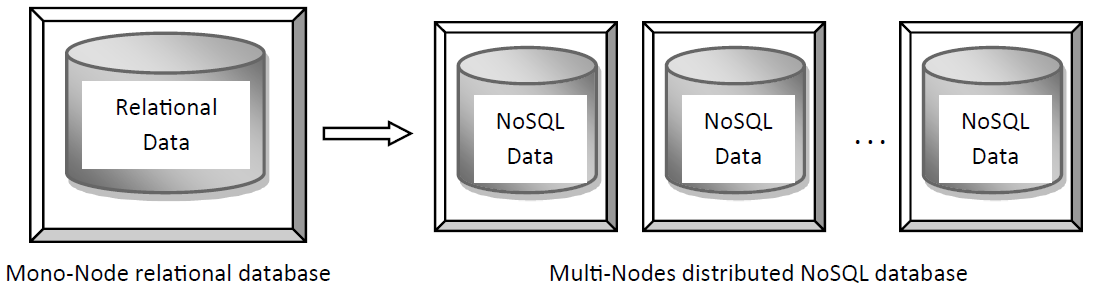 Relational
Data
NoSQL
Data
NoSQL
Data
. . .
NoSQL
Data
Mono-Node relational database
Multi-Nodes distributed NoSQL database